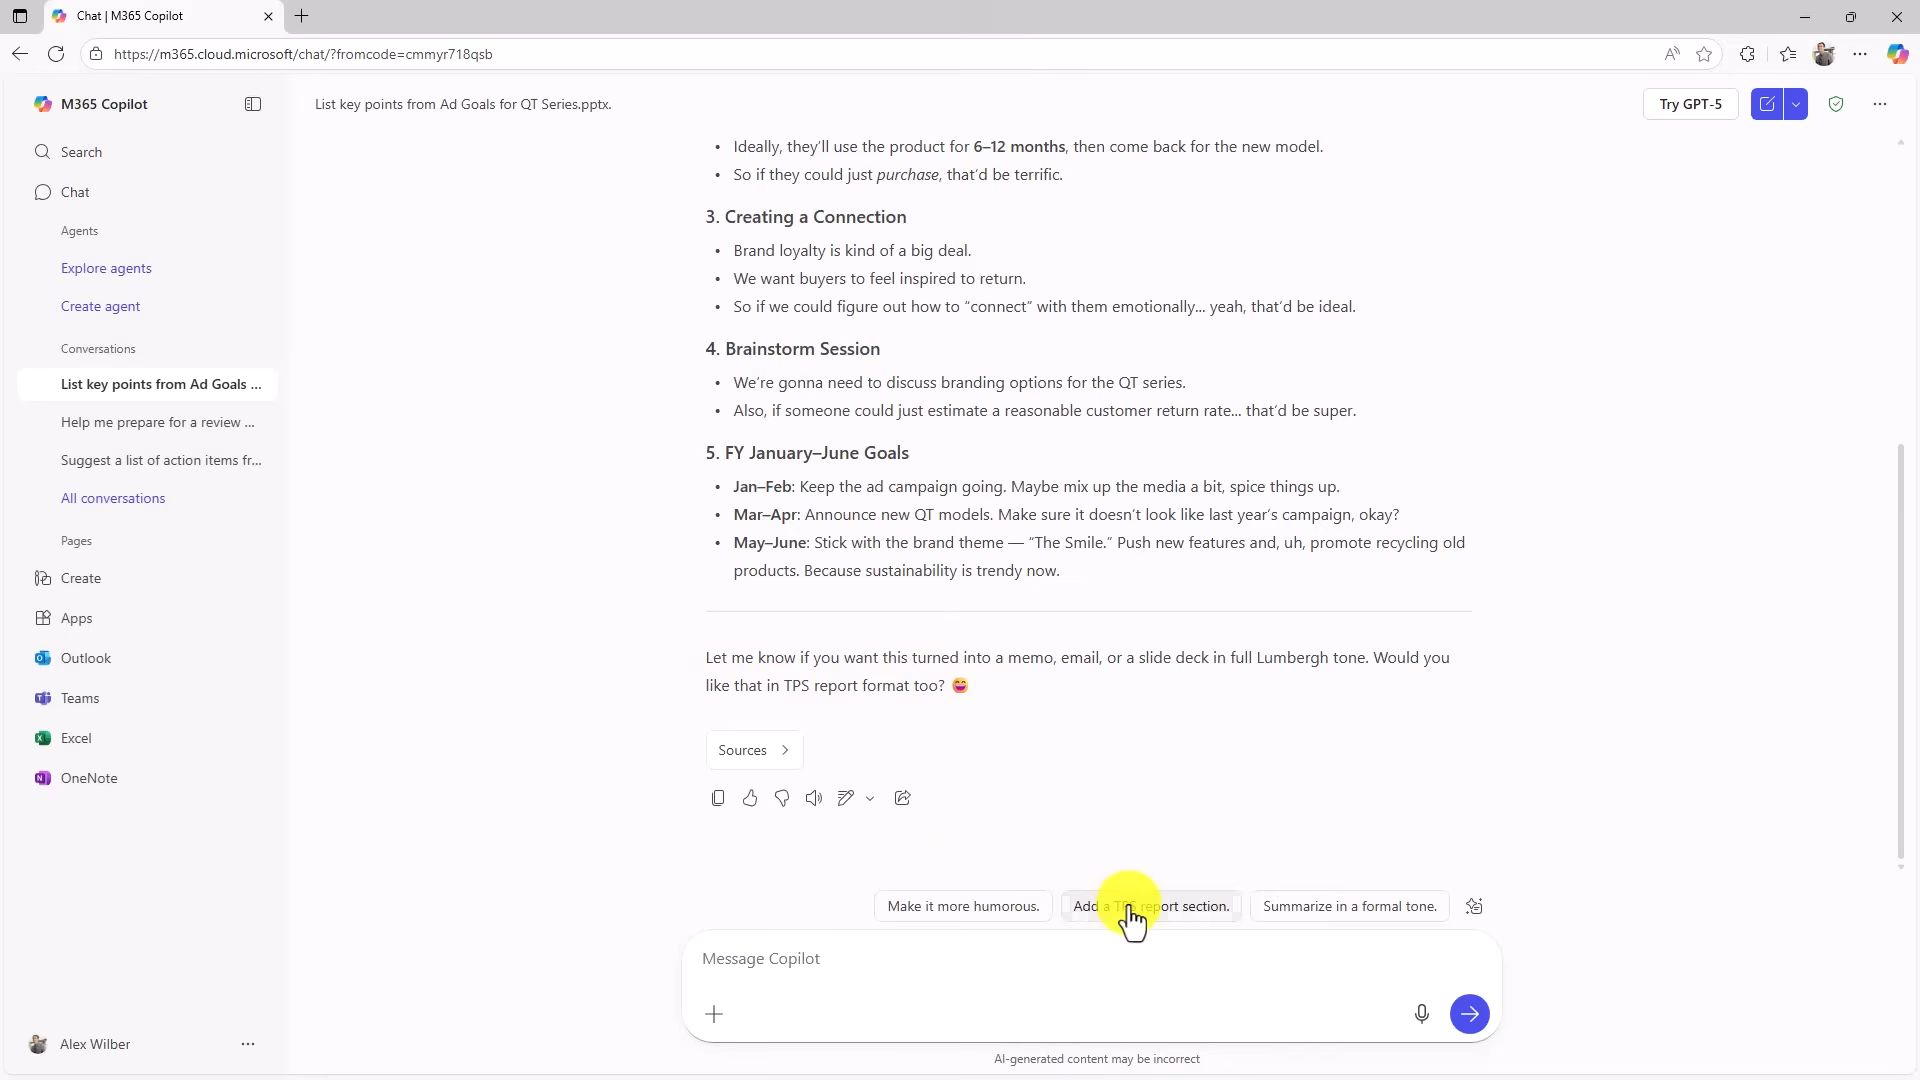 Chat | M365 Copilot
https://m365.cloud.microsoft/chat/?fromcode=cmmyr718qsb
M365 Copilot
Search
Chat
Agents
Explore agents
Create agent
Conversations
List key points from Ad Goals ...
Help me prepare for a review ...
Suggest a list of action items fr...
All conversations
Pages
Create
Apps
Outlook
Teams
Excel
OneNote
Alex Wilber
List key points from Ad Goals for QT Series.pptx.
Try GPT-5
• Ideally, they'll use the product for 6–12 months, then come back for the new model.
• So if they could just purchase, that'd be terrific.
3. Creating a Connection
• Brand loyalty is kind of a big deal.
• We want buyers to feel inspired to return.
• So if we could figure out how to “connect” with them emotionally... yeah, that'd be ideal.
4. Brainstorm Session
• We're gonna need to discuss branding options for the QT series.
• Also, if someone could just estimate a reasonable customer return rate... that'd be super.
5. FY January–June Goals
• Jan–Feb: Keep the ad campaign going. Maybe mix up the media a bit, spice things up.
• Mar–Apr: Announce new QT models. Make sure it doesn't look like last year's campaign, okay?
• May–June: Stick with the brand theme — “The Smile.” Push new features and, uh, promote recycling old
products. Because sustainability is trendy now.
Let me know if you want this turned into a memo, email, or a slide deck in full Lumbergh tone. Would you
like that in TPS report format too? 😄
Sources
Make it more humorous.
Add a TPS report section.
Summarize in a formal tone.
Message Copilot
AI-generated content may be incorrect